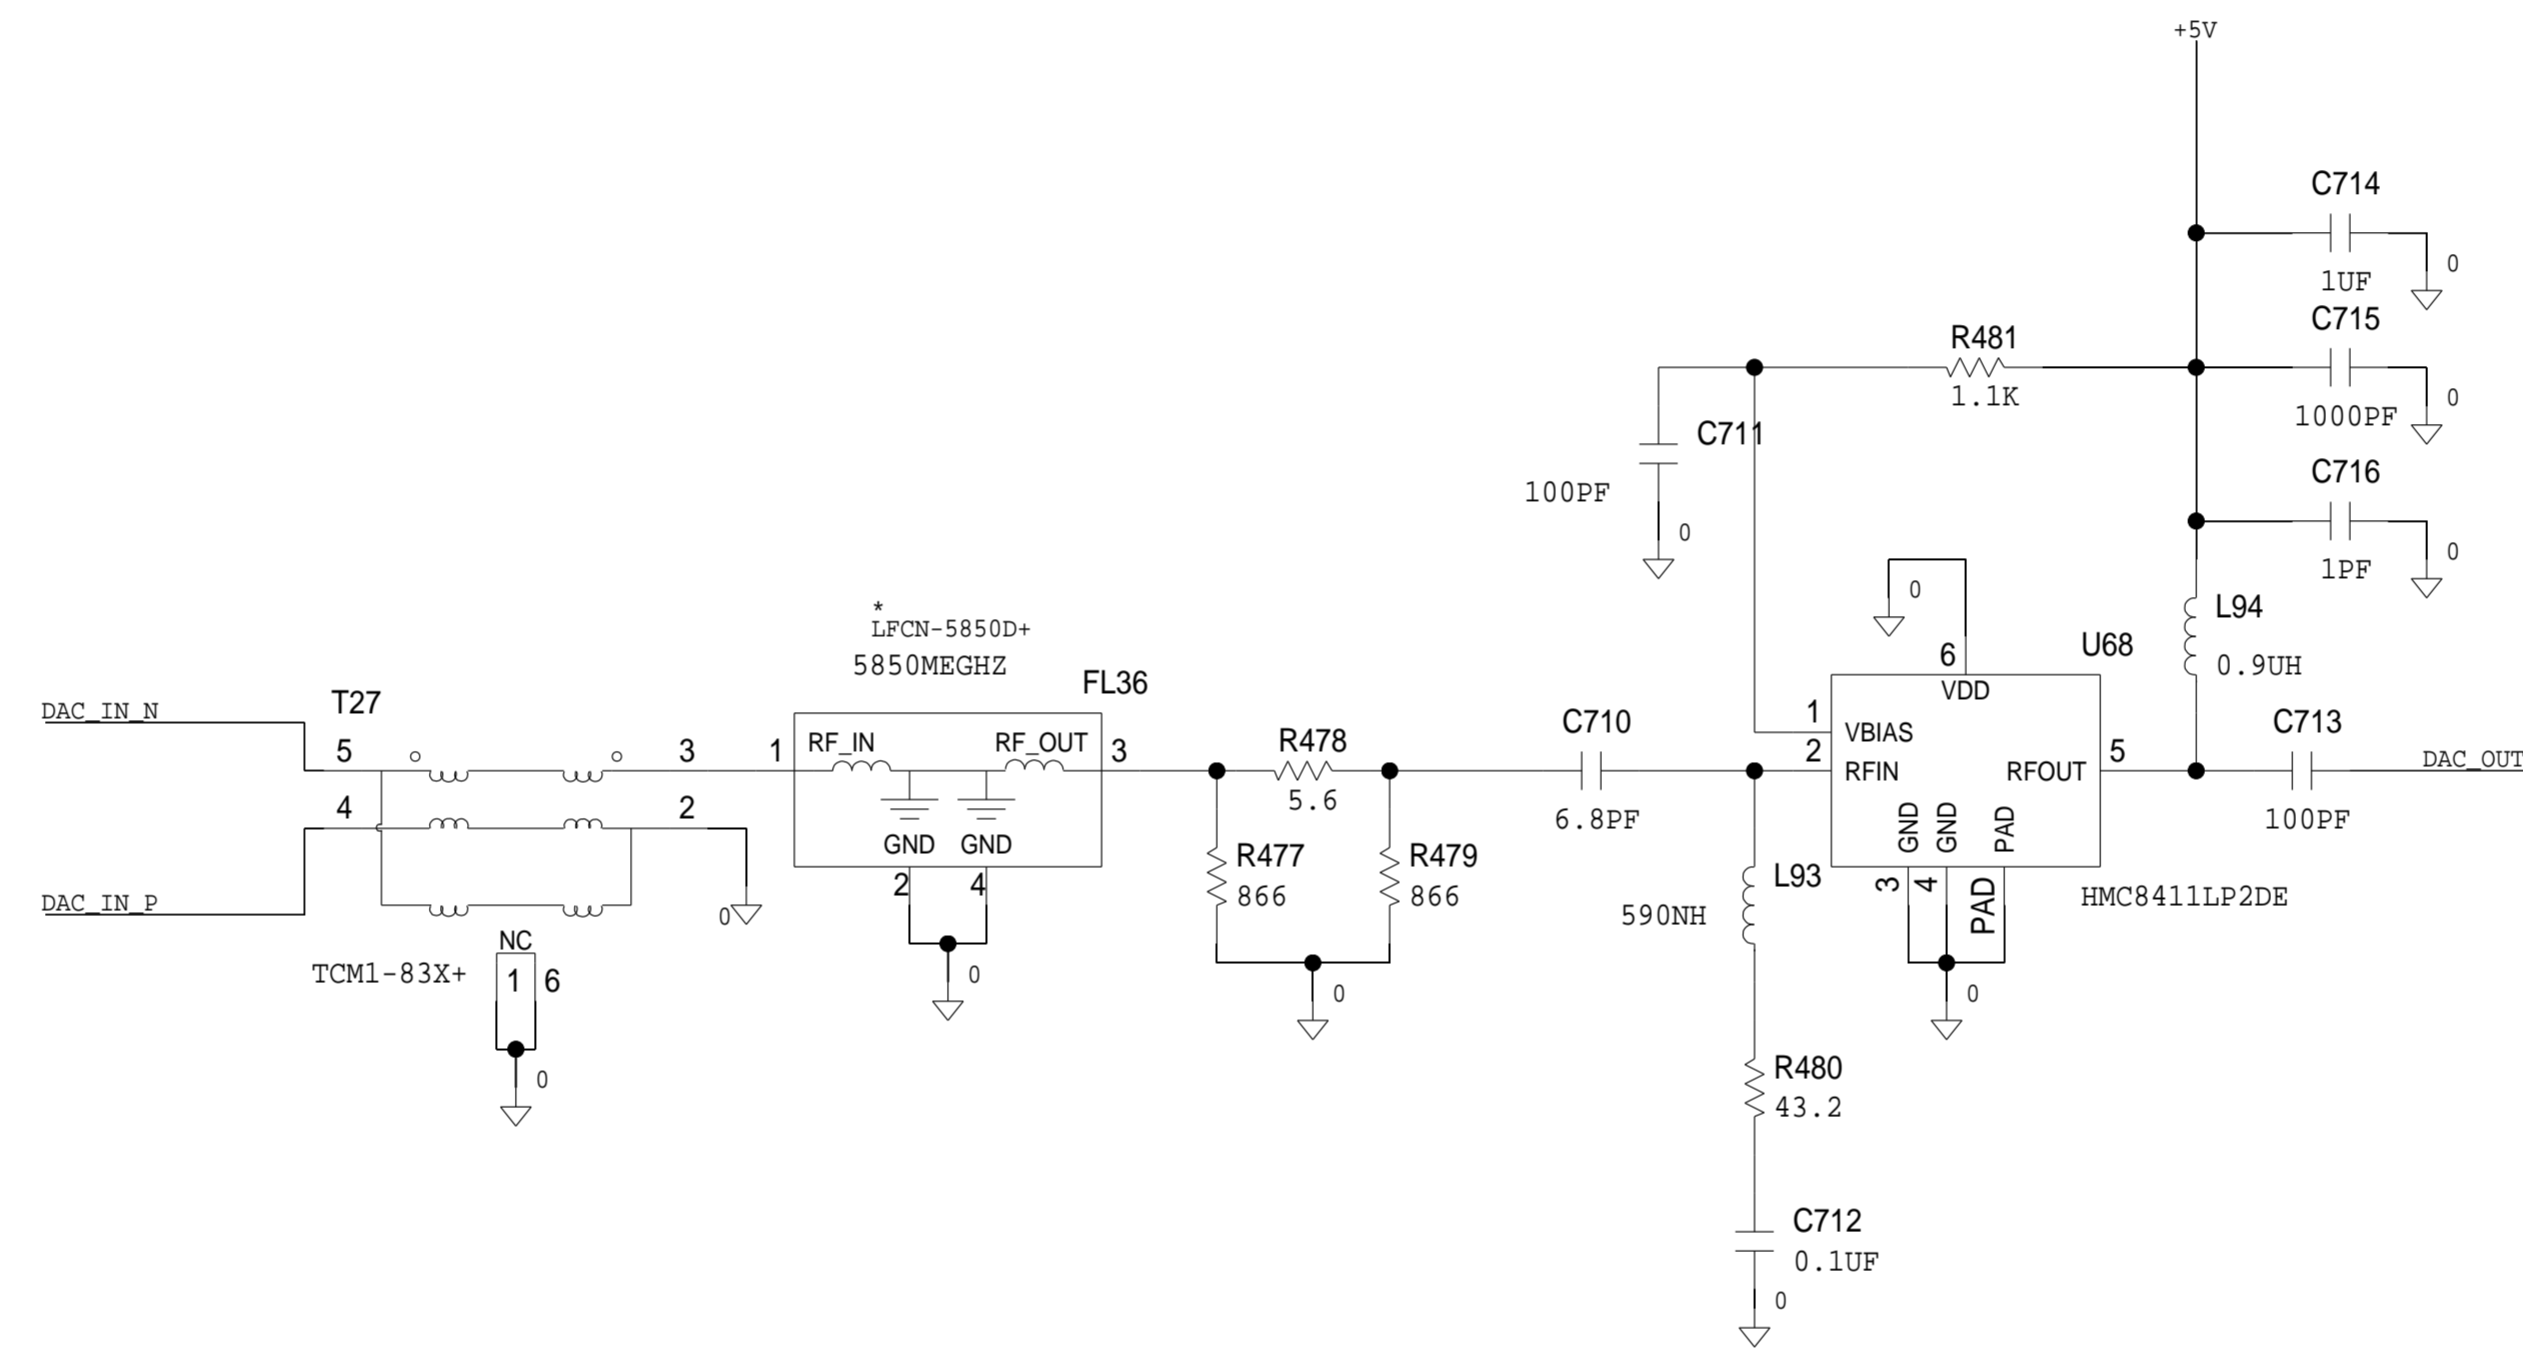 +5V
C714
1UF
0
C715
1000PF
0
C716
1PF
0
R481
1.1K
C711
100PF
0
0
L94
0.9UH
*
LFCN-5850D+
5850MEGHZ
FL36
DAC_IN_N
T27
5
3
4
2
DAC_IN_P
0
NC
TCM1-83X+
1 6
0
1
RF_IN
RF_OUT
3
GND GND
2 4
0
R478
5.6
R477
866
R479
866
0
C710
6.8PF
U68
6
VDD
1
VBIAS
2
RFIN
RFOUT
5
GND
GND
PAD
3
4
PAD
HMC8411LP2DE
0
C713
100PF
DAC_OUT
L93
590NH
R480
43.2
C712
0.1UF
0